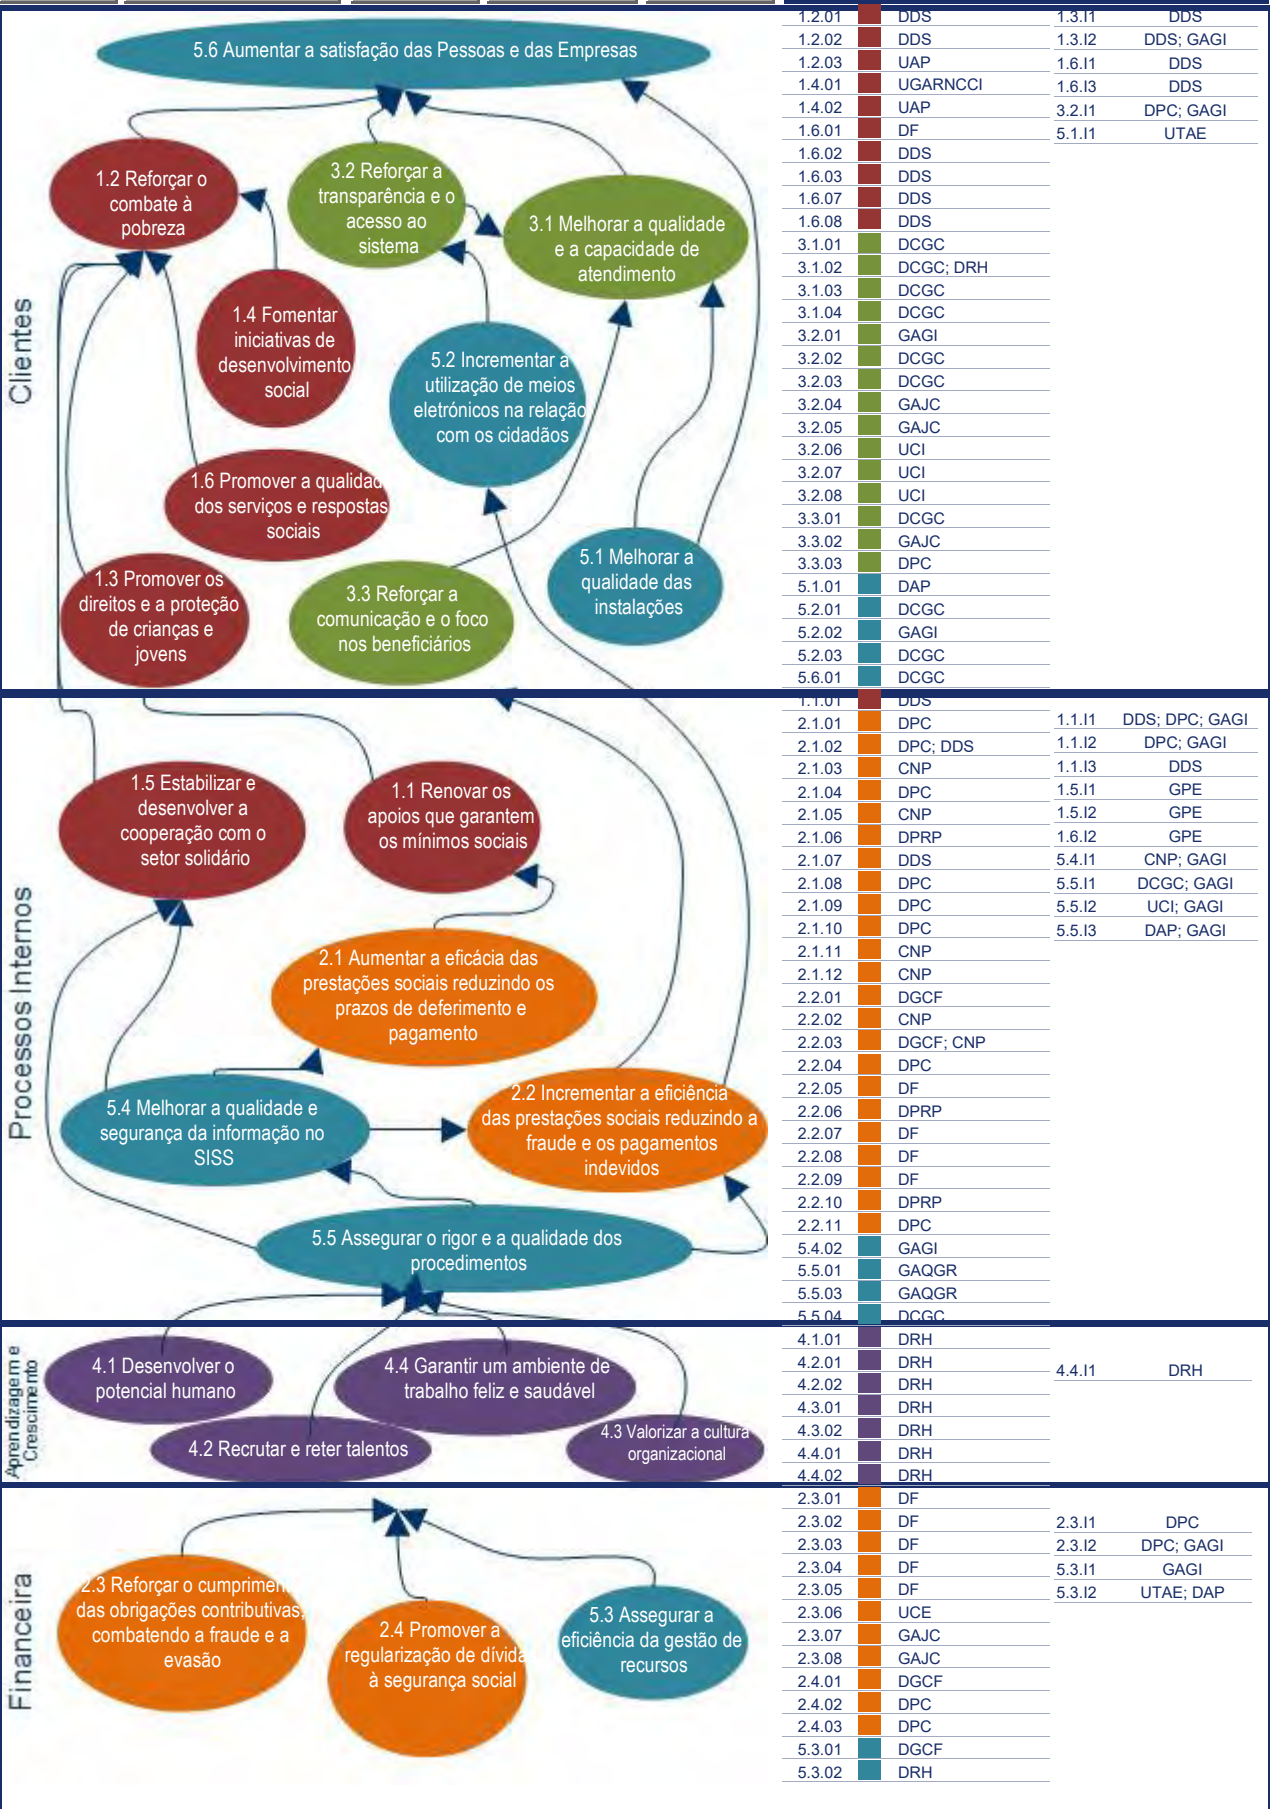 Clientes
5.6 Aumentar a satisfação das Pessoas e das Empresas
1.2 Reforçar o
combate à
pobreza
3.2 Reforçar a
transparência e o
acesso ao
sistema
3.1 Melhorar a qualidade
e a capacidade de
atendimento
1.4 Fomentar
iniciativas de
desenvolvimento
social
5.2 Incrementar a
utilização de meios
eletrónicos na relação
com os cidadãos
1.6 Promover a qualidad
dos serviços e respostas
sociais
1.3 Promover os
direitos e a proteção
de crianças e
jovens
3.3 Reforçar a
comunicação e o foco
nos beneficiários
5.1 Melhorar a
qualidade das
instalações
1.2.01 DDS
1.2.02 DDS
1.2.03 UAP
1.4.01 UGARNCCI
1.4.02 UAP
1.6.01 DF
1.6.02 DDS
1.6.03 DDS
1.6.07 DDS
1.6.08 DDS
3.1.01 DCGC
3.1.02 DCGC; DRH
3.1.03 DCGC
3.1.04 DCGC
3.2.01 GAGI
3.2.02 DCGC
3.2.03 DCGC
3.2.04 GAJC
3.2.05 GAJC
3.2.06 UCI
3.2.07 UCI
3.2.08 UCI
3.3.01 DCGC
3.3.02 GAJC
3.3.03 DPC
5.1.01 DAP
5.2.01 DCGC
5.2.02 GAGI
5.2.03 DCGC
5.6.01 DCGC
1.3.I1 DDS
1.3.I2 DDS; GAGI
1.6.I1 DDS
1.6.I3 DDS
3.2.I1 DPC; GAGI
5.1.I1 UTAE
Processos Internos
1.5 Estabilizar e
desenvolver a
cooperação com o
setor solidário
1.1 Renovar os
apoios que garantem
os mínimos sociais
2.1 Aumentar a eficácia das
prestações sociais reduzindo os
prazos de deferimento e
pagamento
5.4 Melhorar a qualidade e
segurança da informação no
SISS
2.2 Incrementar a eficiência
das prestações sociais reduzindo a
fraude e os pagamentos
indevidos
5.5 Assegurar o rigor e a qualidade dos
procedimentos
1.1.01 DDS
2.1.01 DPC
2.1.02 DPC; DDS
2.1.03 CNP
2.1.04 DPC
2.1.05 CNP
2.1.06 DPRP
2.1.07 DDS
2.1.08 DPC
2.1.09 DPC
2.1.10 DPC
2.1.11 CNP
2.1.12 CNP
2.2.01 DGCF
2.2.02 CNP
2.2.03 DGCF; CNP
2.2.04 DPC
2.2.05 DF
2.2.06 DPRP
2.2.07 DF
2.2.08 DF
2.2.09 DF
2.2.10 DPRP
2.2.11 DPC
5.4.02 GAGI
5.5.01 GAQGR
5.5.03 GAQGR
5.5.04 DCGC
1.1.I1 DDS; DPC; GAGI
1.1.I2 DPC; GAGI
1.1.I3 DDS
1.5.I1 GPE
1.5.I2 GPE
1.6.I2 GPE
5.4.I1 CNP; GAGI
5.5.I1 DCGC; GAGI
5.5.I2 UCI; GAGI
5.5.I3 DAP; GAGI
Aprendizagem e
Crescimento
4.1 Desenvolver o
potencial humano
4.4 Garantir um ambiente de
trabalho feliz e saudável
4.2 Recrutar e reter talentos
4.3 Valorizar a cultura
organizacional
4.1.01 DRH
4.2.01 DRH
4.2.02 DRH
4.3.01 DRH
4.3.02 DRH
4.4.01 DRH
4.4.02 DRH
4.4.I1 DRH
Financeira
2.3 Reforçar o cumprimen
das obrigações contributivas,
combatendo a fraude e a
evasão
2.4 Promover a
regularização de dívida
à segurança social
5.3 Assegurar a
eficiência da gestão de
recursos
2.3.01 DF
2.3.02 DF
2.3.03 DF
2.3.04 DF
2.3.05 DF
2.3.06 UCE
2.3.07 GAJC
2.3.08 GAJC
2.4.01 DGCF
2.4.02 DPC
2.4.03 DPC
5.3.01 DGCF
5.3.02 DRH
2.3.I1 DPC
2.3.I2 DPC; GAGI
5.3.I1 GAGI
5.3.I2 UTAE; DAP